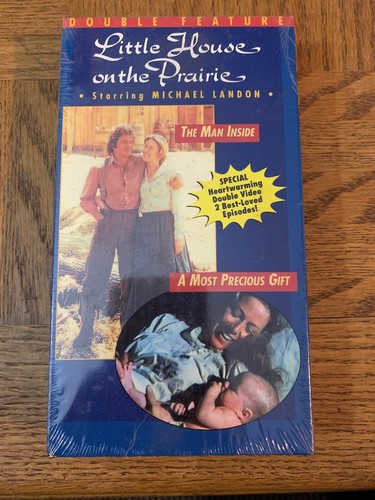 DOUBLE FEATURE
Little House
on the Prairie
• Starring MICHAEL LANDON •
THE MAN INSIDE
SPECIAL
Heartwarming
Double Video
2 Best-Loved
Episodes!
A MOST PRECIOUS GIFT